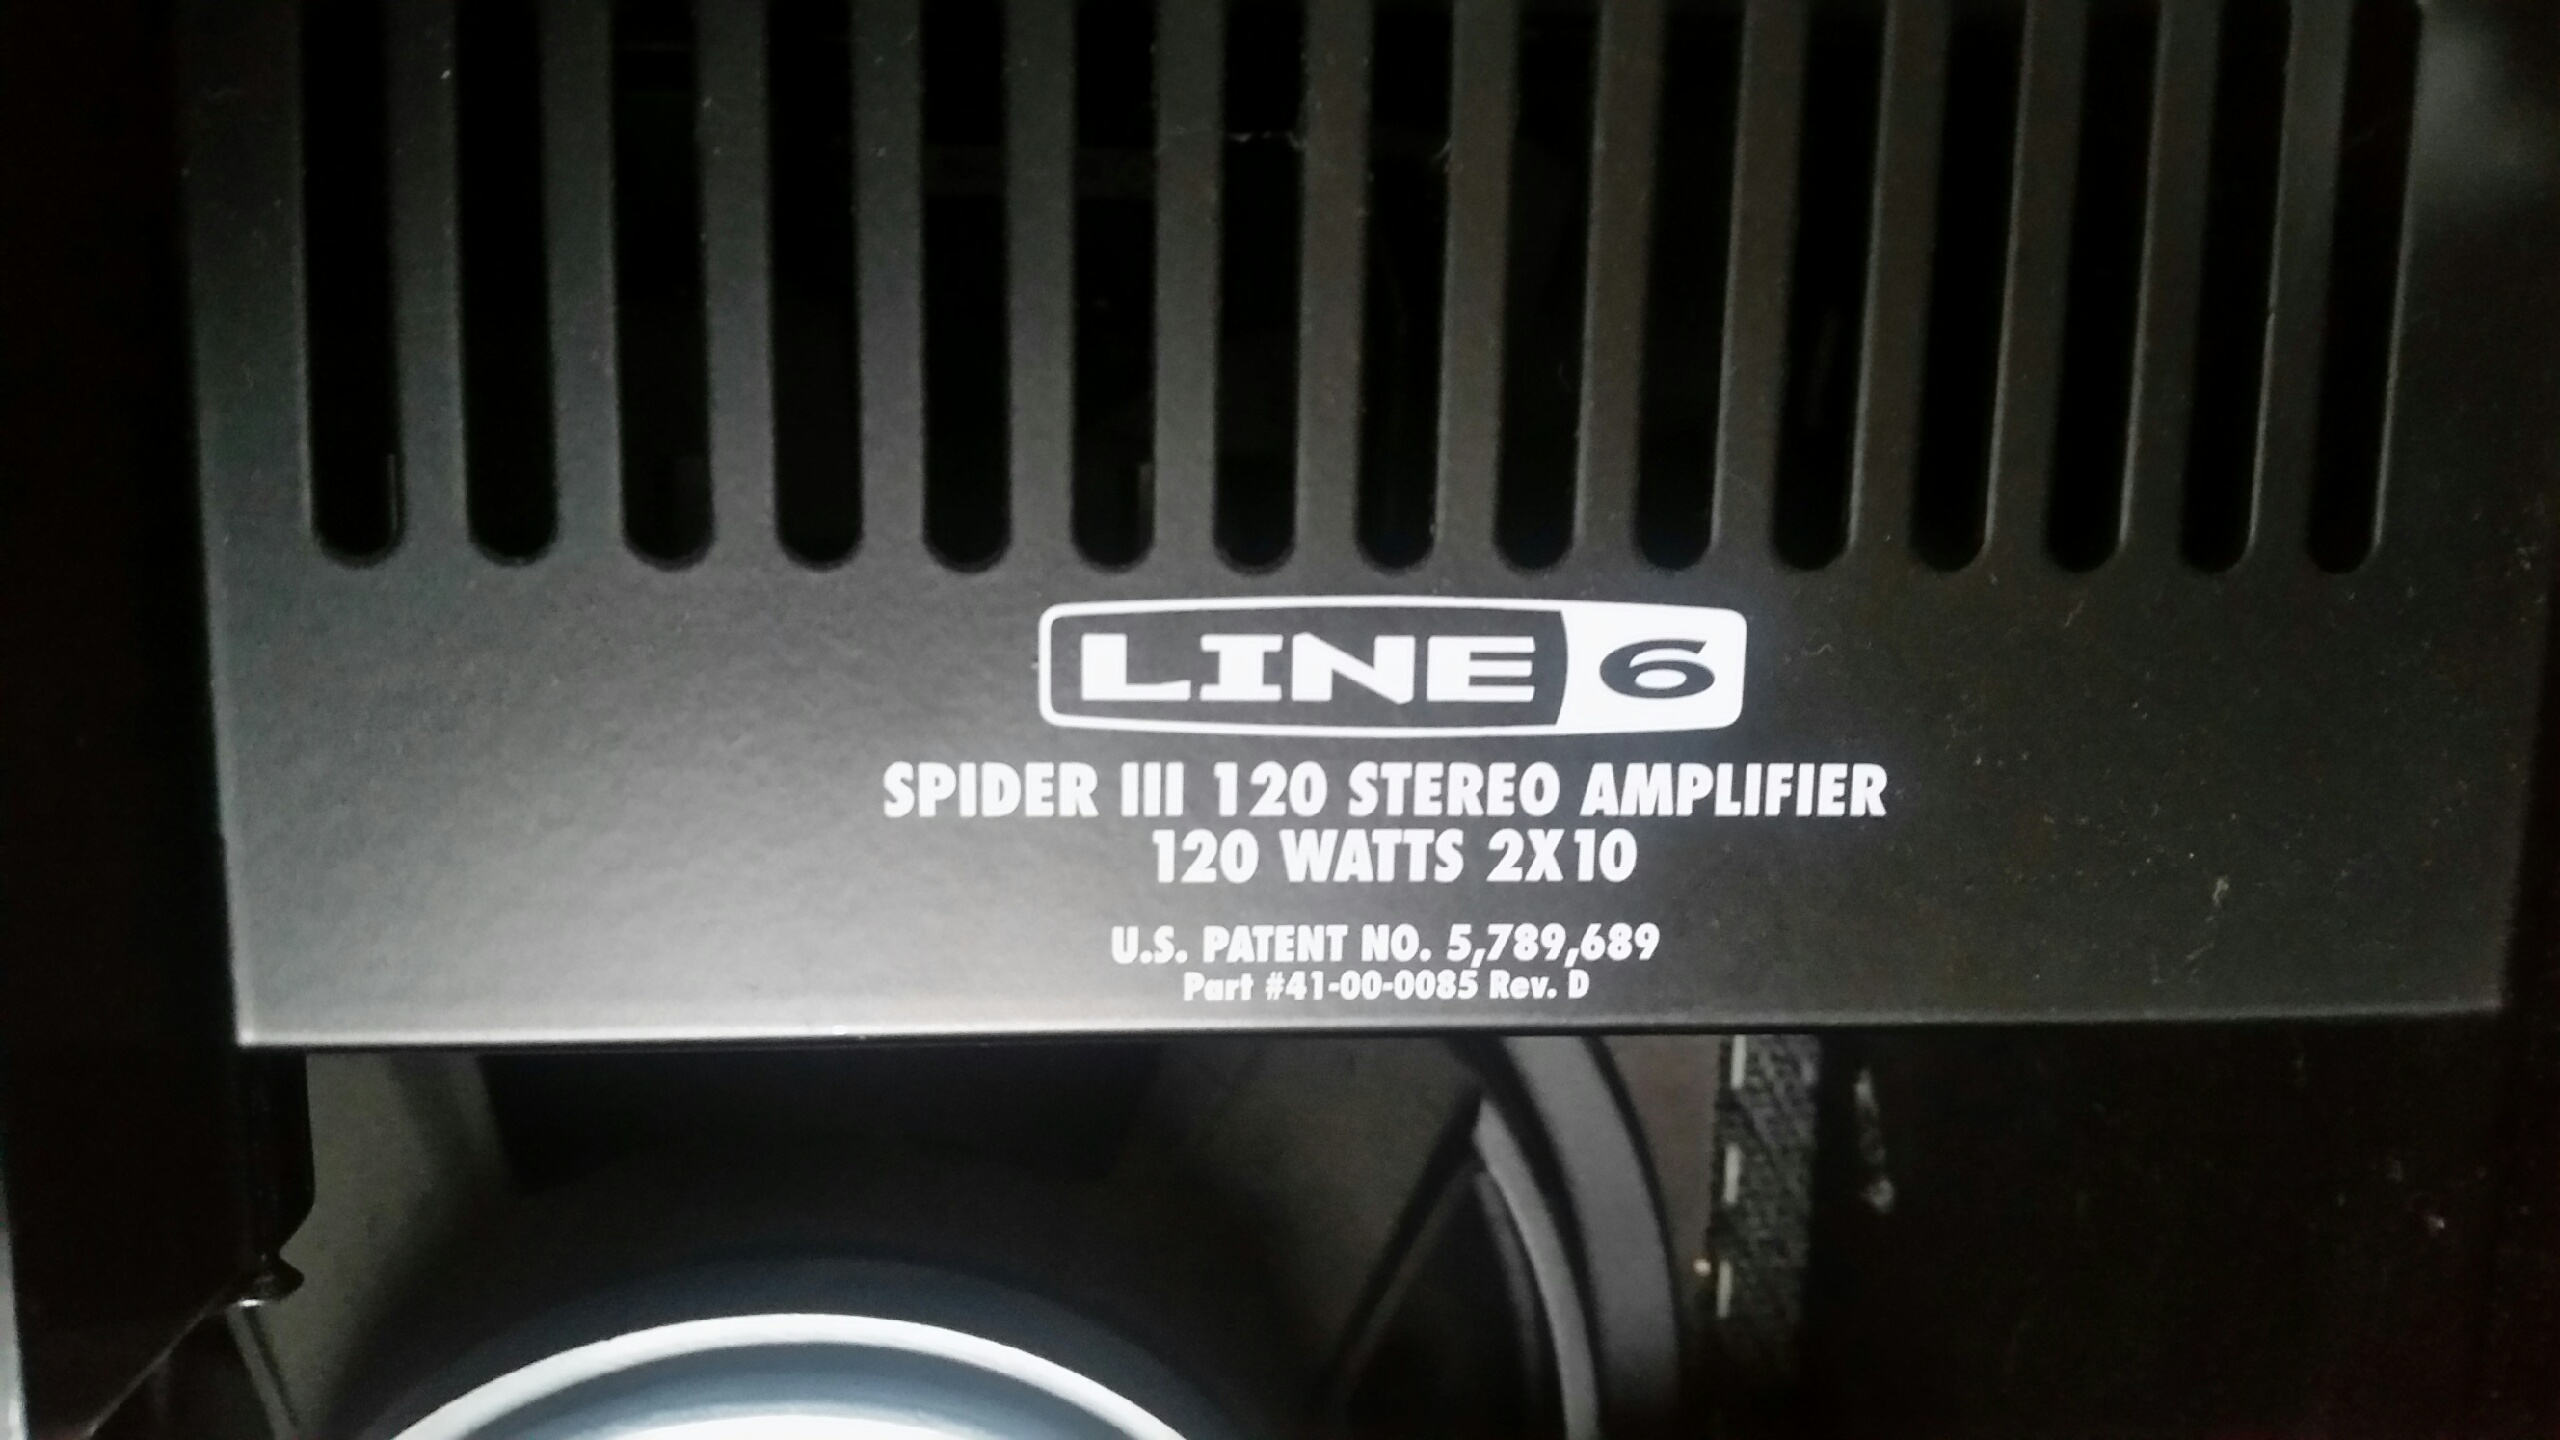 LINE 6
SPIDER III 120 STEREO AMPLIFIER
120 WATTS 2X10
U.S. PATENT NO. 5,789,689
Part #41-00-0085 Rev. D